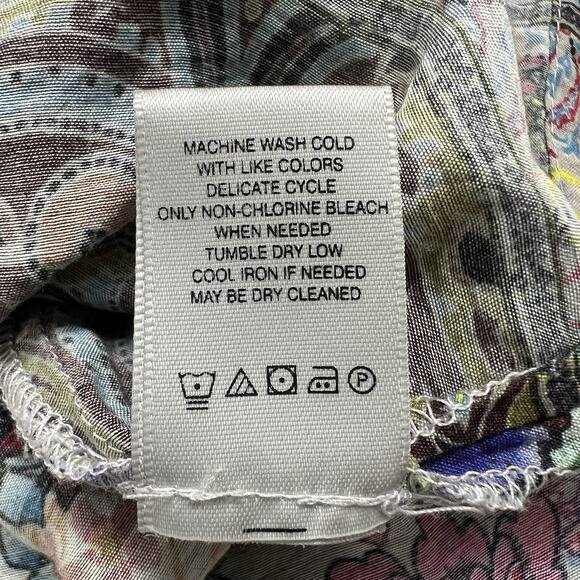 MACHINE WASH COLD
WITH LIKE COLORS
DELICATE CYCLE
ONLY NON-CHLORINE BLEACH
WHEN NEEDED
TUMBLE DRY LOW
COOL IRON IF NEEDED
MAY BE DRY CLEANED
P